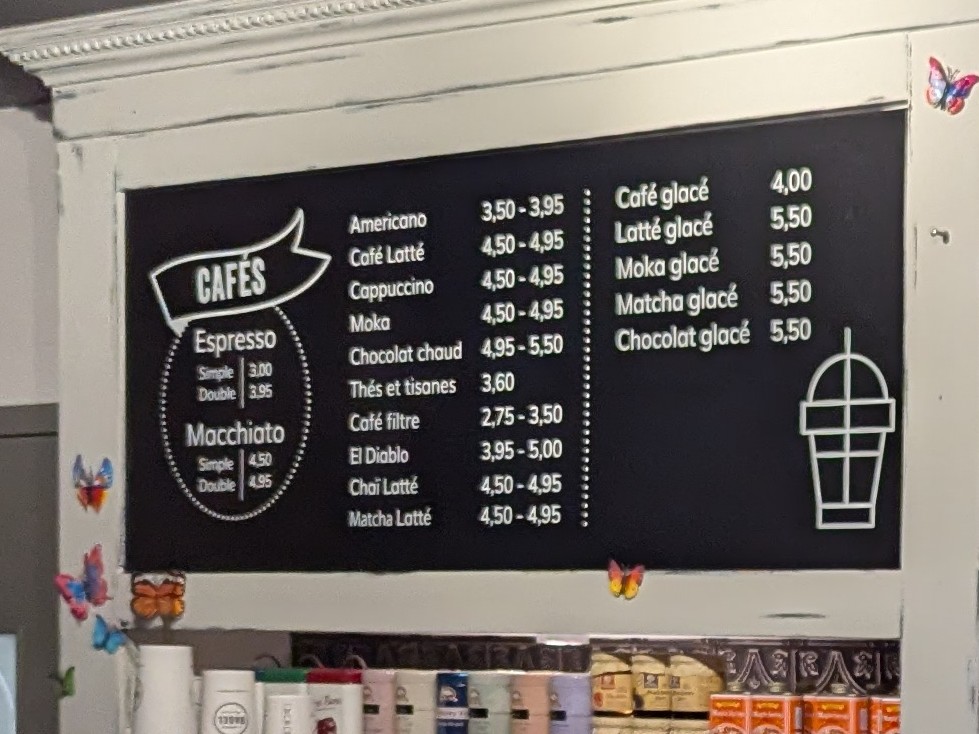 CAFÉS
Espresso
Simple 3,00
Double 3,95
Macchiato
Simple 4,50
Double 4,95
Americano 3,50 - 3,95
Café Latté 4,50 - 4,95
Cappuccino 4,50 - 4,95
Moka 4,50 - 4,95
Chocolat chaud 4,95 - 5,50
Thés et tisanes 3,60
Café filtre 2,75 - 3,50
El Diablo 3,95 - 5,00
Chaï Latté 4,50 - 4,95
Matcha Latté 4,50 - 4,95
Café glacé 4,00
Latté glacé 5,50
Moka glacé 5,50
Matcha glacé 5,50
Chocolat glacé 5,50